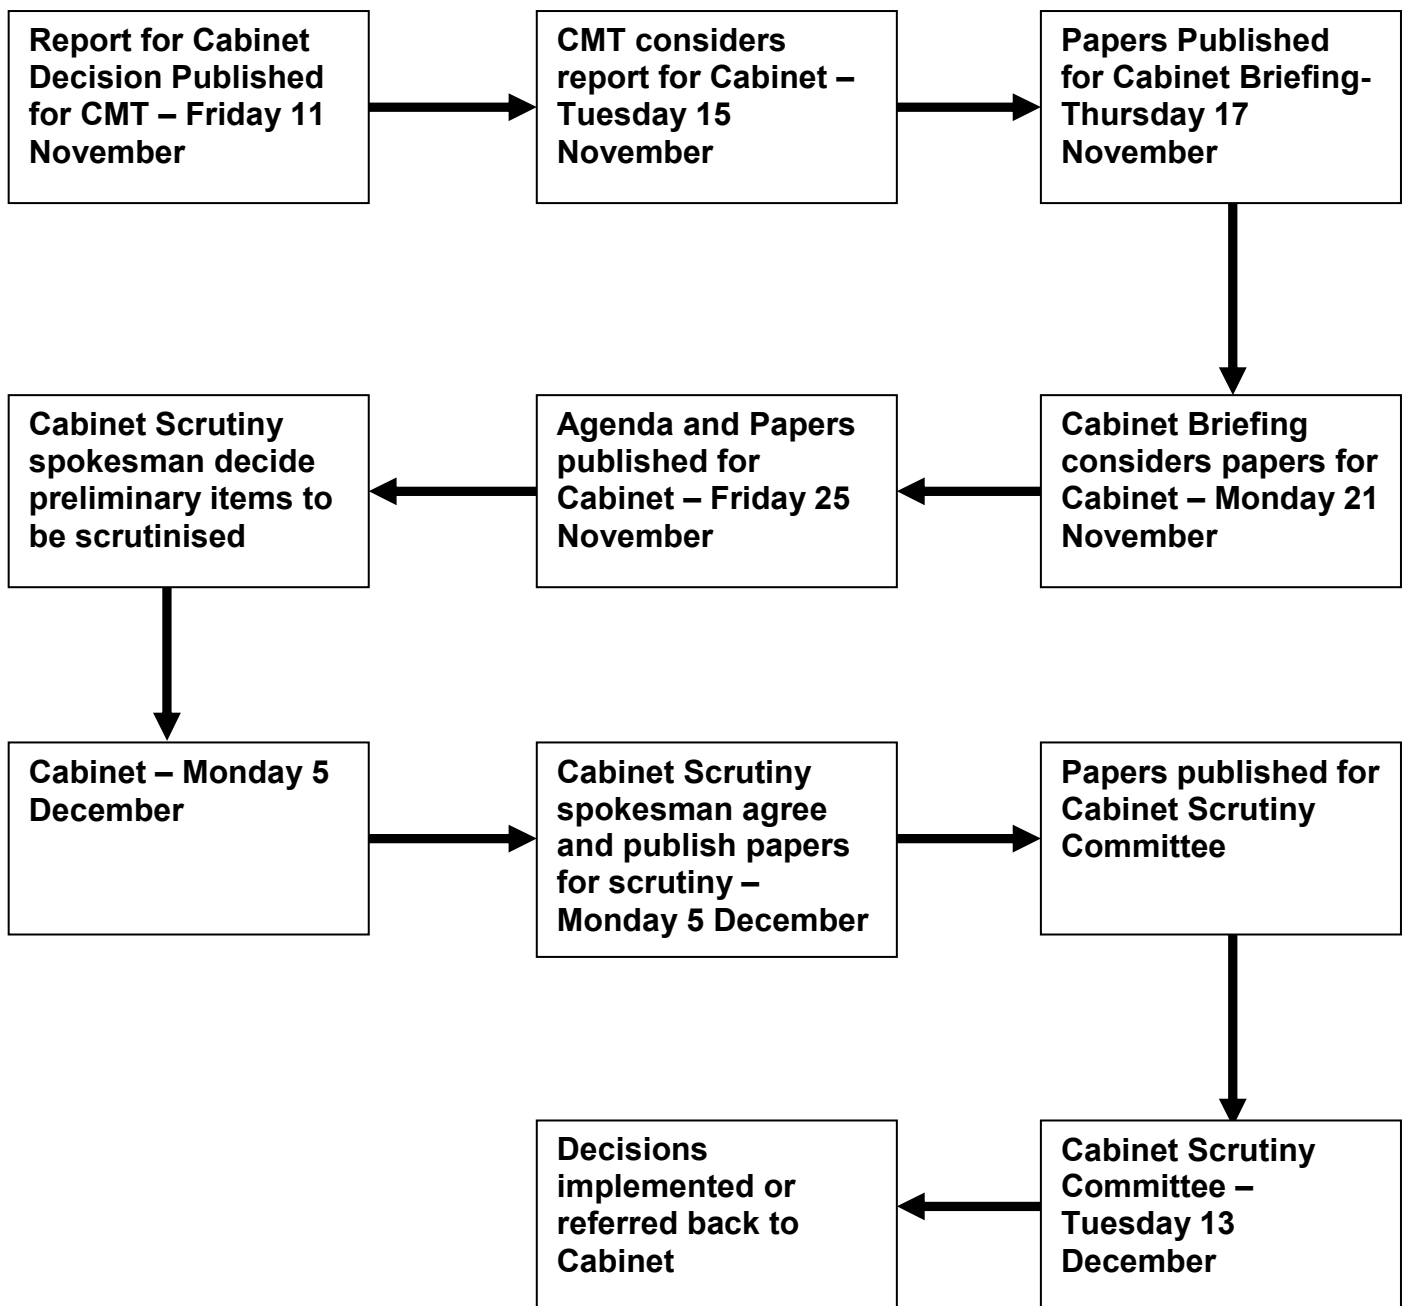 Report for Cabinet
Decision Published
for CMT – Friday 11
November
CMT considers
report for Cabinet –
Tuesday 15
November
Papers Published
for Cabinet Briefing-
Thursday 17
November
Cabinet Briefing
considers papers for
Cabinet – Monday 21
November
Agenda and Papers
published for
Cabinet – Friday 25
November
Cabinet Scrutiny
spokesman decide
preliminary items to
be scrutinised
Cabinet – Monday 5
December
Cabinet Scrutiny
spokesman agree
and publish papers
for scrutiny –
Monday 5 December
Papers published for
Cabinet Scrutiny
Committee
Cabinet Scrutiny
Committee –
Tuesday 13
December
Decisions
implemented or
referred back to
Cabinet